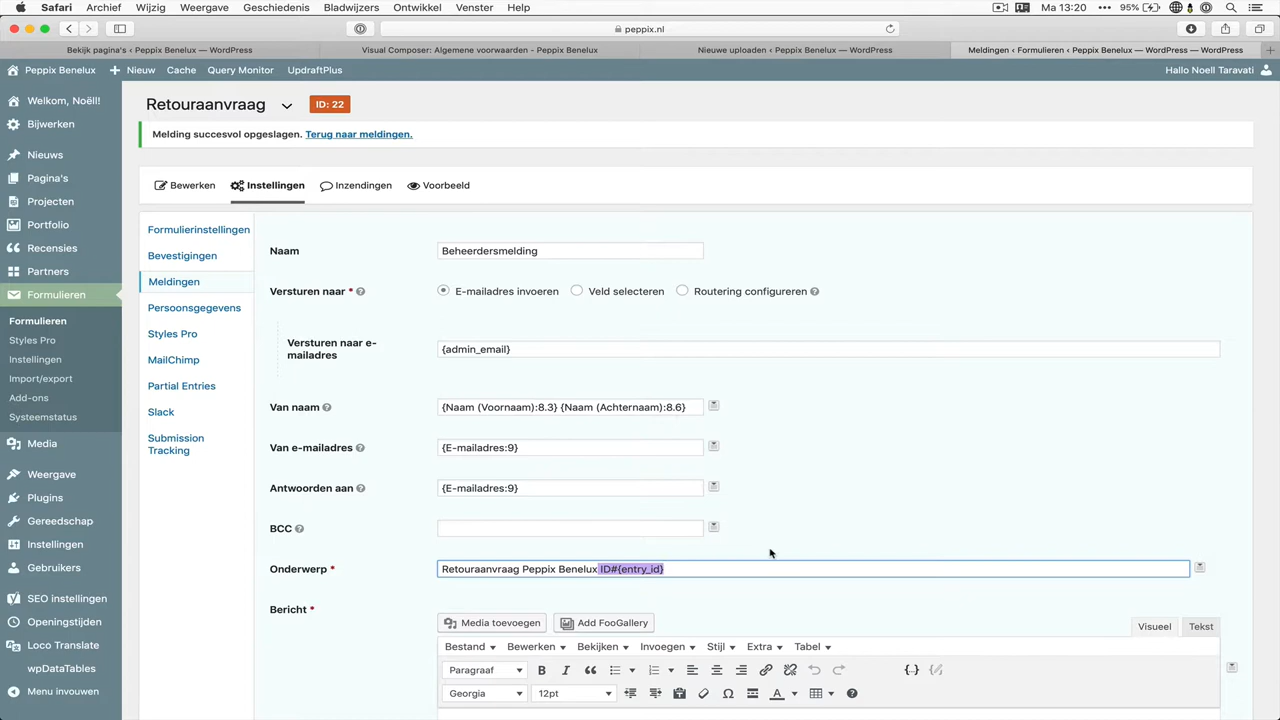 Safari Archief Wijzig Weergave Geschiedenis Bladwijzers Ontwikkel Venster Help Ma 13:20 95%
peppix.nl
Bekijk pagina's ‹ Peppix Benelux — WordPress Visual Composer: Algemene voorwaarden - Peppix Benelux Nieuwe uploaden ‹ Peppix Benelux — WordPress Meldingen ‹ Formulieren ‹ Peppix Benelux — WordPress — WordPress
Peppix Benelux Nieuw Cache Query Monitor UpdraftPlus Hallo Noell Taravati
Welkom, Noëll!
Bijwerken
Nieuws
Pagina's
Projecten
Portfolio
Recensies
Partners
Formulieren
Formulieren
Styles Pro
Instellingen
Import/export
Add-ons
Systeemstatus
Media
Weergave
Plugins
Gereedschap
Instellingen
Gebruikers
SEO instellingen
Openingstijden
Loco Translate
wpDataTables
Menu invouwen
Retouraanvraag ID: 22
Melding succesvol opgeslagen. Terug naar meldingen.
Bewerken Instellingen Inzendingen Voorbeeld
Formulierinstellingen
Bevestigingen
Meldingen
Persoonsgegevens
Styles Pro
MailChimp
Partial Entries
Slack
Submission
Tracking
Naam Beheerdersmelding
Versturen naar * E-mailadres invoeren Veld selecteren Routering configureren
Versturen naar e-
mailadres {admin_email}
Van naam {Naam (Voornaam):8.3} {Naam (Achternaam):8.6}
Van e-mailadres {E-mailadres:9}
Antwoorden aan {E-mailadres:9}
BCC
Onderwerp * Retouraanvraag Peppix Benelux ID#{entry_id}
Bericht *
Media toevoegen Add FooGallery Visueel Tekst
Bestand Bewerken Bekijken Invoegen Stijl Extra Tabel
Paragraaf B I
Georgia 12pt A